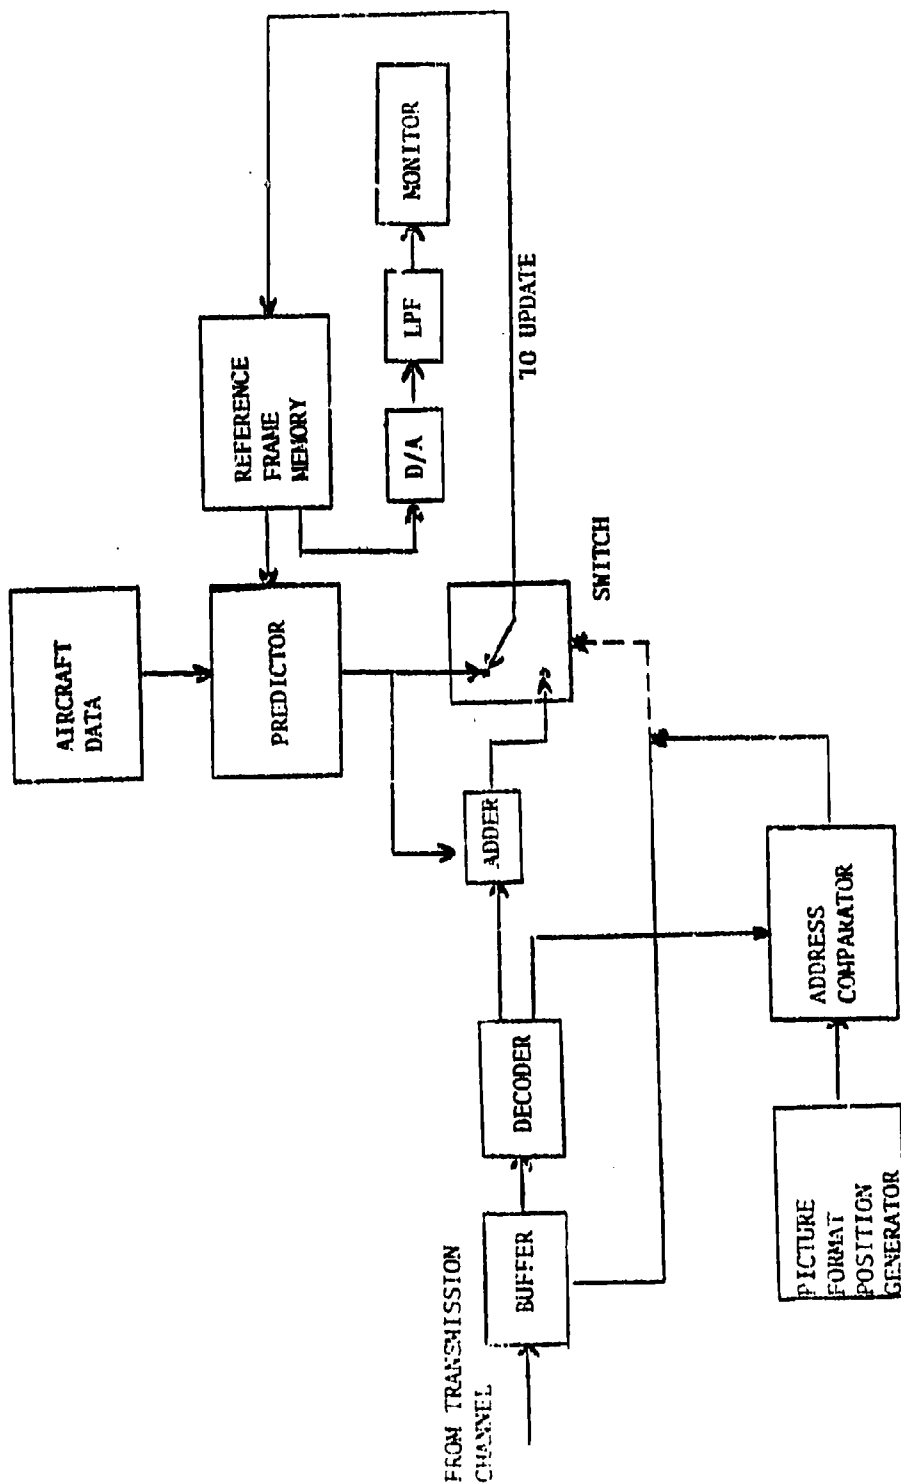 AIRCRAFT
DATA
PREDICTOR
REFERENCE
FRAME
MEMORY
D/A
LPF
MONITOR
TO UPDATE
SWITCH
ADDER
DECODER
BUFFER
FROM TRANSMISSION
CHANNEL
ADDRESS
COMPARATOR
PICTURE
FORMAT
POSITION
GENERATOR